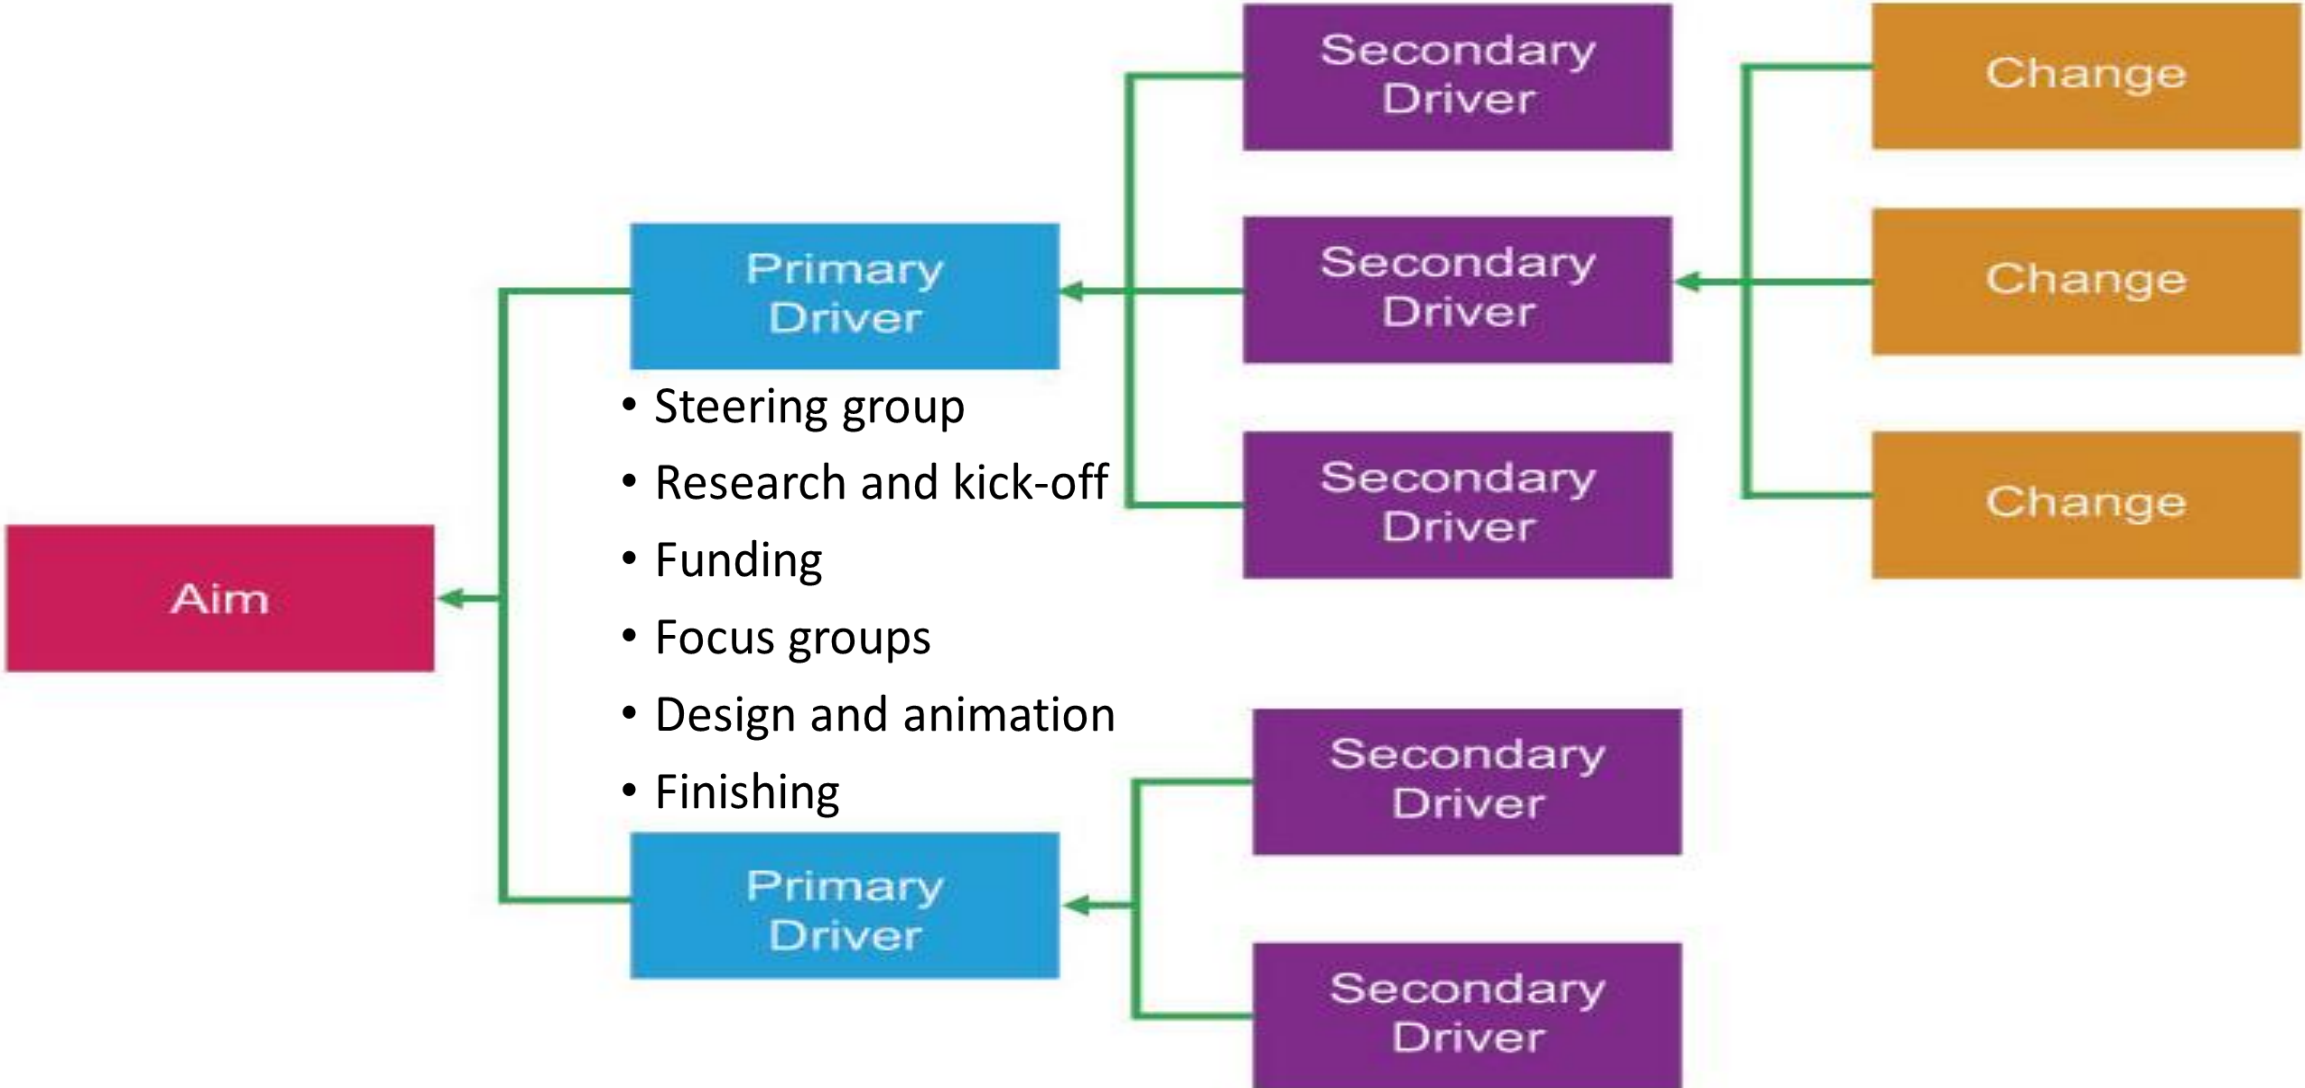 Secondary
Driver
Change
Primary
Driver
Secondary
Driver
Change
• Steering group
• Research and kick-off
Secondary
Driver
Change
• Funding
Aim
• Focus groups
• Design and animation
• Finishing
Secondary
Driver
Primary
Driver
Secondary
Driver